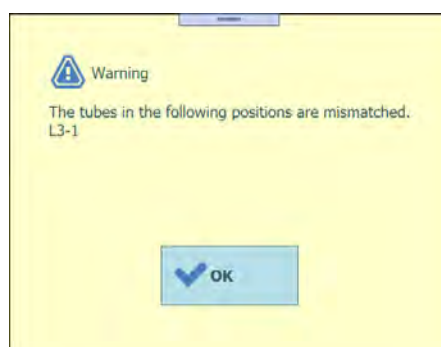 Warning
The tubes in the following positions are mismatched.
L3-1
OK